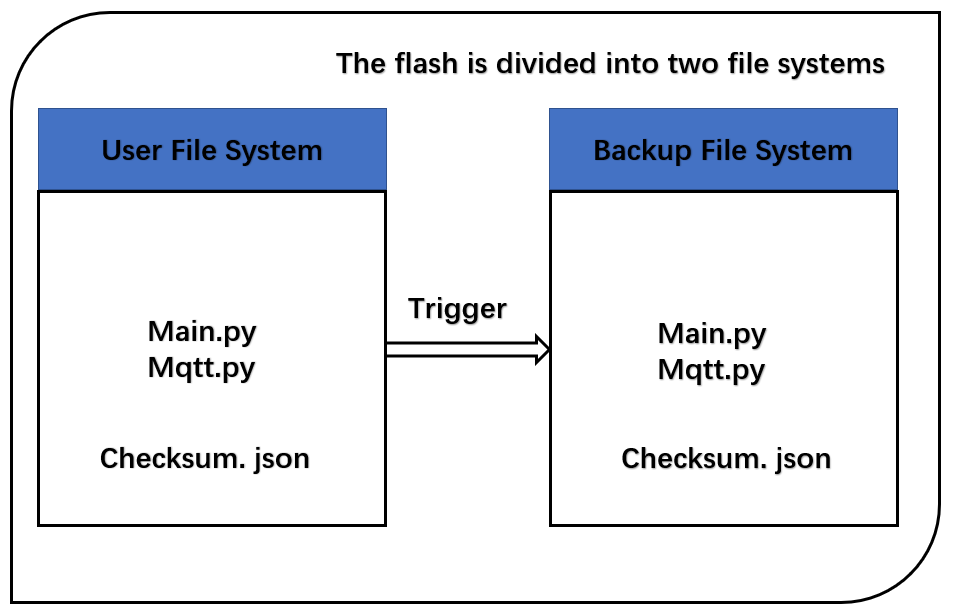 The flash is divided into two file systems
User File System
Backup File System
Trigger
Main.py
Mqtt.py
Checksum. json
Main.py
Mqtt.py
Checksum. json